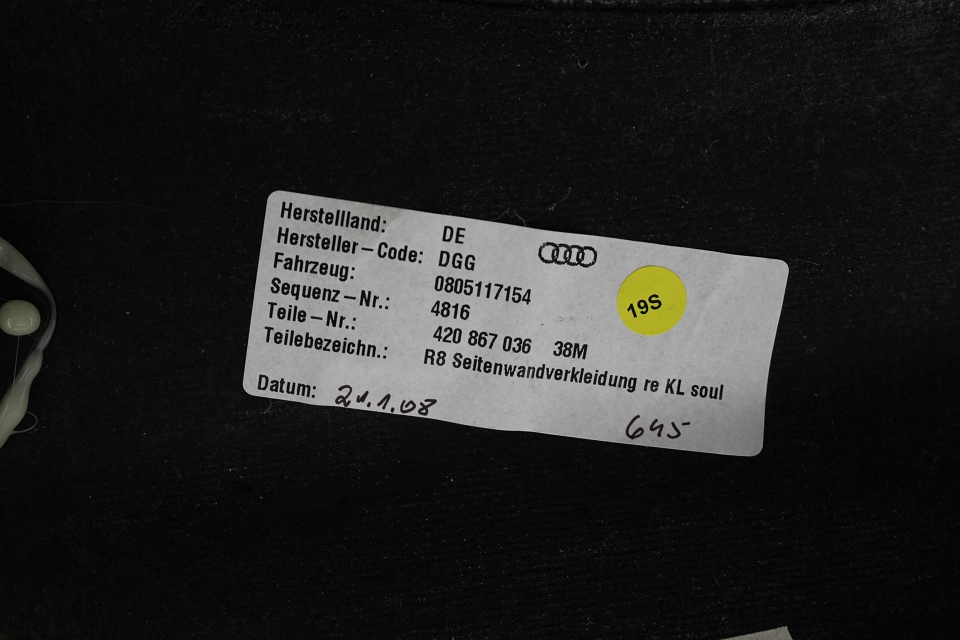 Herstellland: DE
Hersteller–Code: DGG
Fahrzeug: 0805117154
Sequenz–Nr.: 4816
Teile–Nr.: 420 867 036 38M
Teilebezeichn.: R8 Seitenwandverkleidung re KL soul
Datum: 21.1.08
645
19S